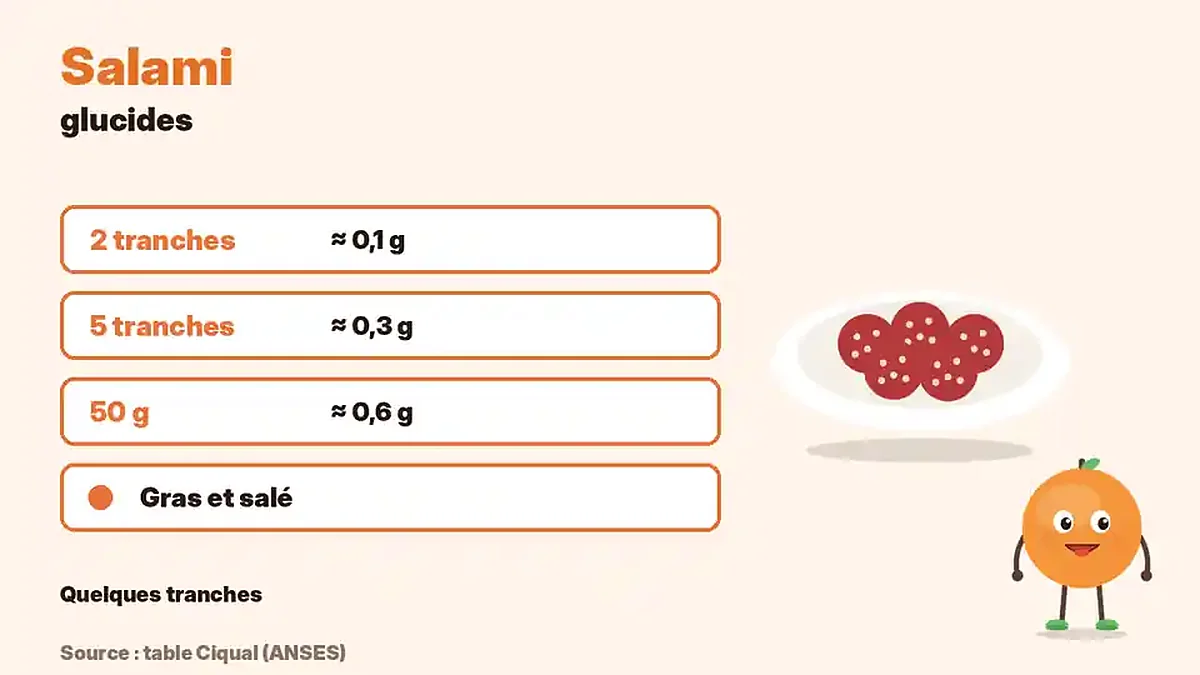 Salami
glucides
2 tranches ≈ 0,1 g
5 tranches ≈ 0,3 g
50 g ≈ 0,6 g
Gras et salé
Quelques tranches
Source : table Ciqual (ANSES)